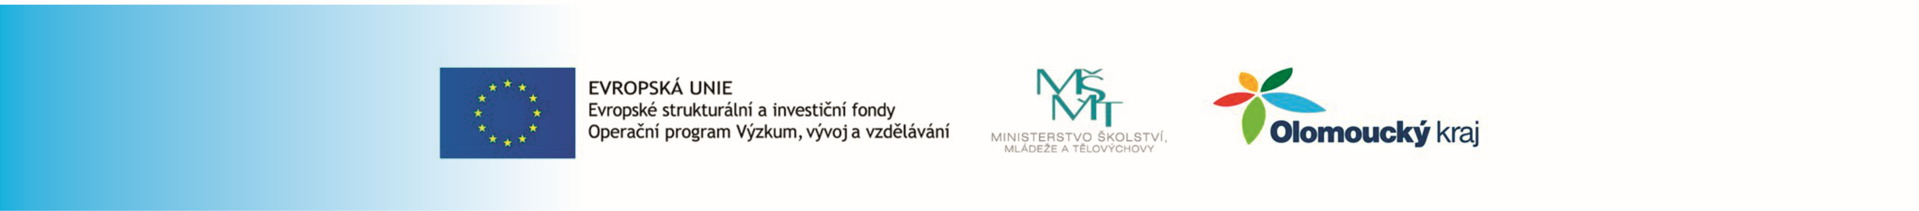 EVROPSKÁ UNIE
Evropské strukturální a investiční fondy
Operační program Výzkum, vývoj a vzdělávání
MŠMT
MINISTERSTVO ŠKOLSTVÍ,
MLÁDEŽE A TĚLOVÝCHOVY
Olomoucký kraj